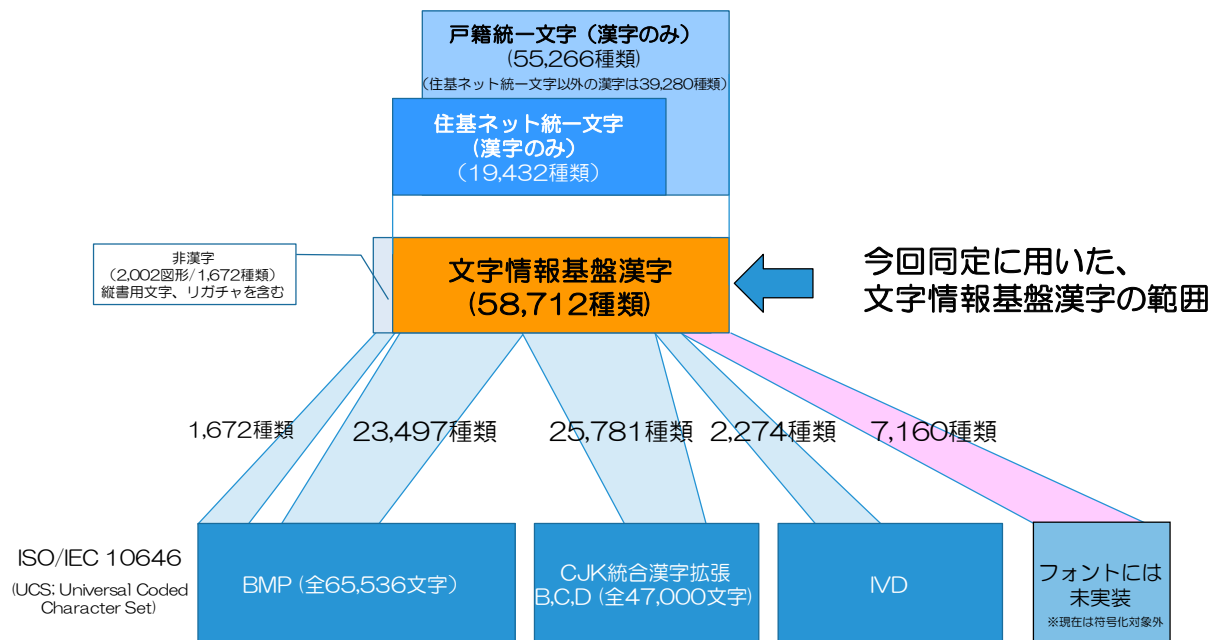 戸籍統一文字（漢字のみ）
(55,266種類)
(住基ネット統一文字以外の漢字は39,280種類)
住基ネット統一文字
(漢字のみ)
（19,432種類）
非漢字
（2,002図形/1,672種類）
縦書用文字、リガチャを含む
文字情報基盤漢字
(58,712種類)
今回同定に用いた、
文字情報基盤漢字の範囲
1,672種類
23,497種類
25,781種類
2,274種類
7,160種類
ISO/IEC 10646
(UCS: Universal Coded
Character Set)
BMP (全65,536文字）
CJK統合漢字拡張
B,C,D (全47,000文字)
IVD
フォントには
未実装
※現在は符号化対象外